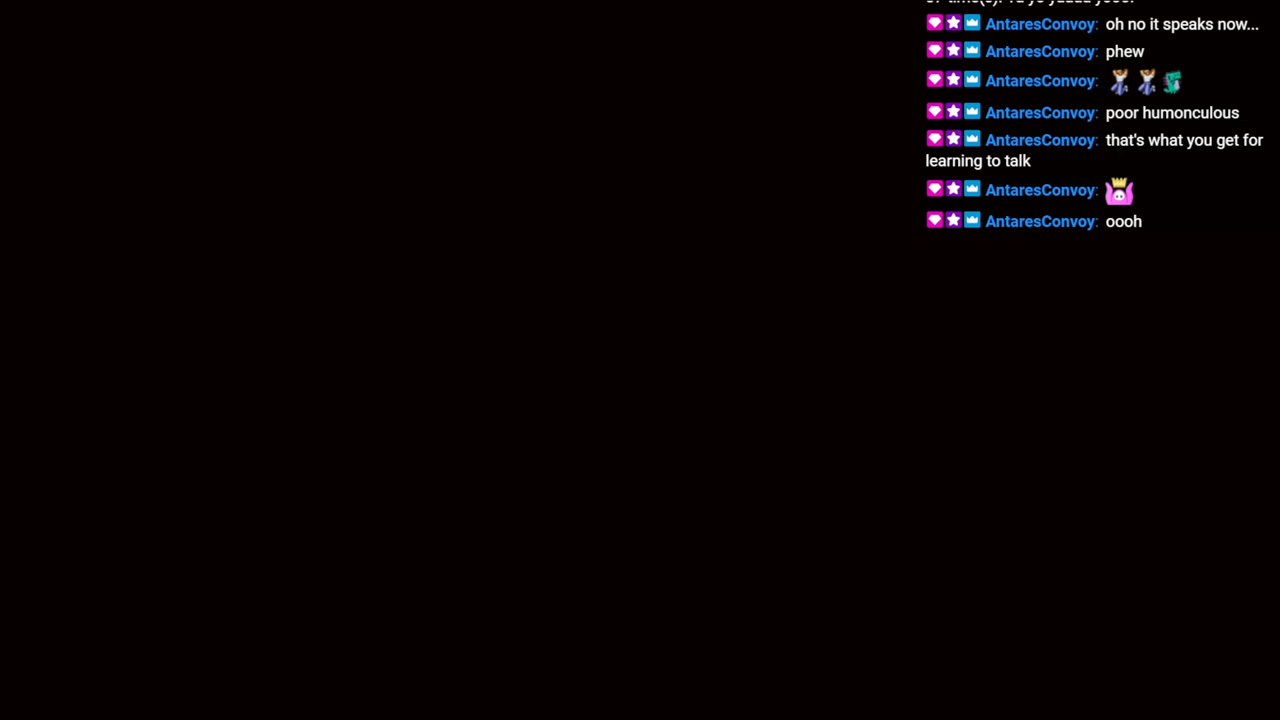 AntaresConvoy: oh no it speaks now...
AntaresConvoy: phew
AntaresConvoy:
AntaresConvoy: poor humonculous
AntaresConvoy: that's what you get for
learning to talk
AntaresConvoy:
AntaresConvoy: oooh